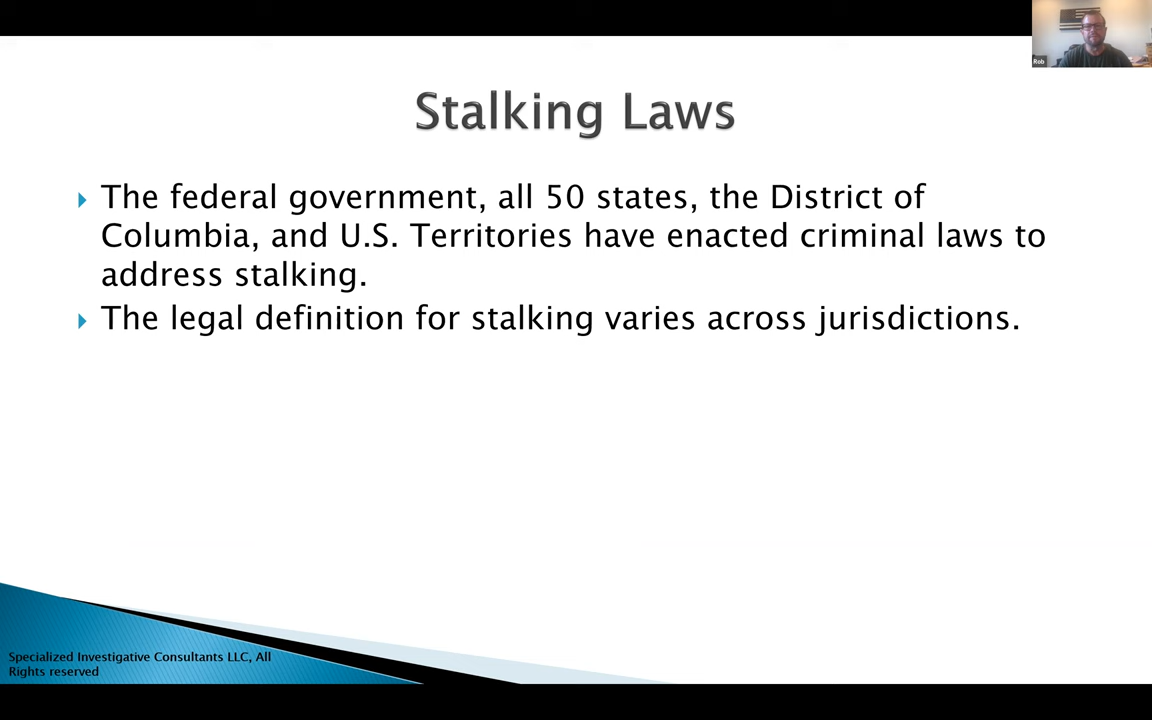 Rob
Stalking Laws
The federal government, all 50 states, the District of
Columbia, and U.S. Territories have enacted criminal laws to
address stalking.
The legal definition for stalking varies across jurisdictions.
Specialized Investigative Consultants LLC, All
Rights reserved